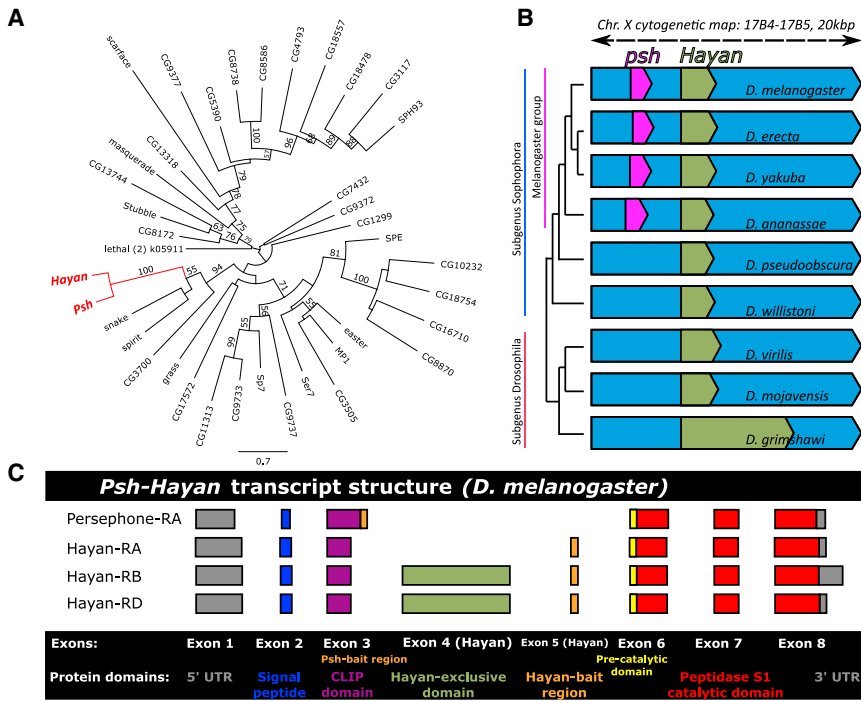 A
scarface
CG9377
CG5390
CG8738
CG8586
CG4793
CG18557
CG18478
CG3117
SPH93
masquerade
CG13318
CG13744
Stubble
CG8172
lethal (2) k05911
Hayan
Psh
snake
spirit
CG3700
grass
CG17572
CG11313
CG9733
Sp7
CG9737
Ser7
CG3505
MP1
easter
CG8870
CG16710
CG18754
CG10232
SPE
CG1299
CG9372
CG7432
100
96
89
79
78
77
75
63
76
100
55
94
71
81
100
56
55
99
0.7
B
Chr. X cytogenetic map: 17B4-17B5, 20kbp
psh
Hayan
Subgenus Sophophora
Melanogaster group
Subgenus Drosophila
D. melanogaster
D. erecta
D. yakuba
D. ananassae
D. pseudoobscura
D. willistoni
D. virilis
D. mojavensis
D. grimshawi
C
Psh-Hayan transcript structure (D. melanogaster)
Persephone-RA
Hayan-RA
Hayan-RB
Hayan-RD
Exons: Exon 1 Exon 2 Exon 3 Exon 4 (Hayan) Exon 5 (Hayan) Exon 6 Exon 7 Exon 8
Protein domains: 5' UTR
Signal peptide
Psh-bait region
CLIP domain
Hayan-exclusive domain
Hayan-bait region
Pre-catalytic domain
Peptidase S1 catalytic domain
3' UTR